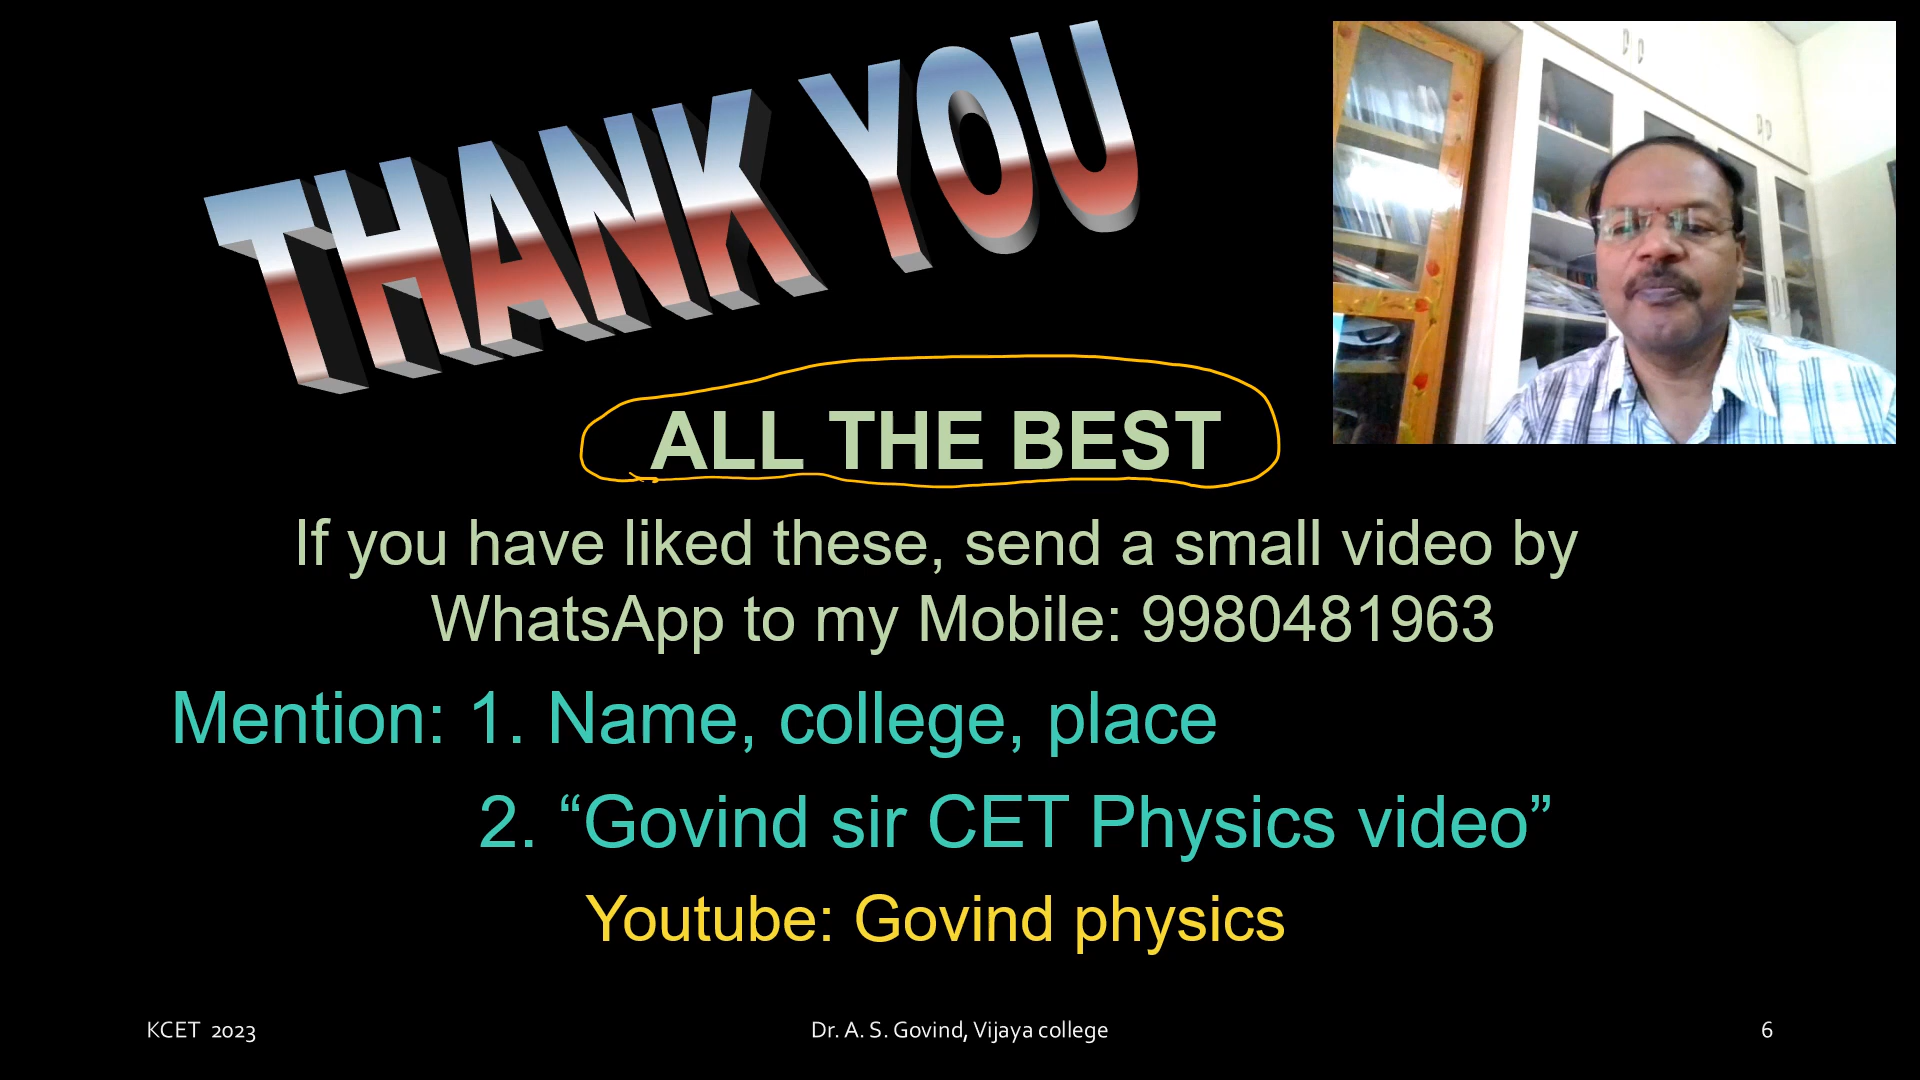 THANK YOU
ALL THE BEST
If you have liked these, send a small video by
WhatsApp to my Mobile: 9980481963
Mention: 1. Name, college, place
2. “Govind sir CET Physics video”
Youtube: Govind physics
KCET 2023
Dr. A. S. Govind, Vijaya college
6